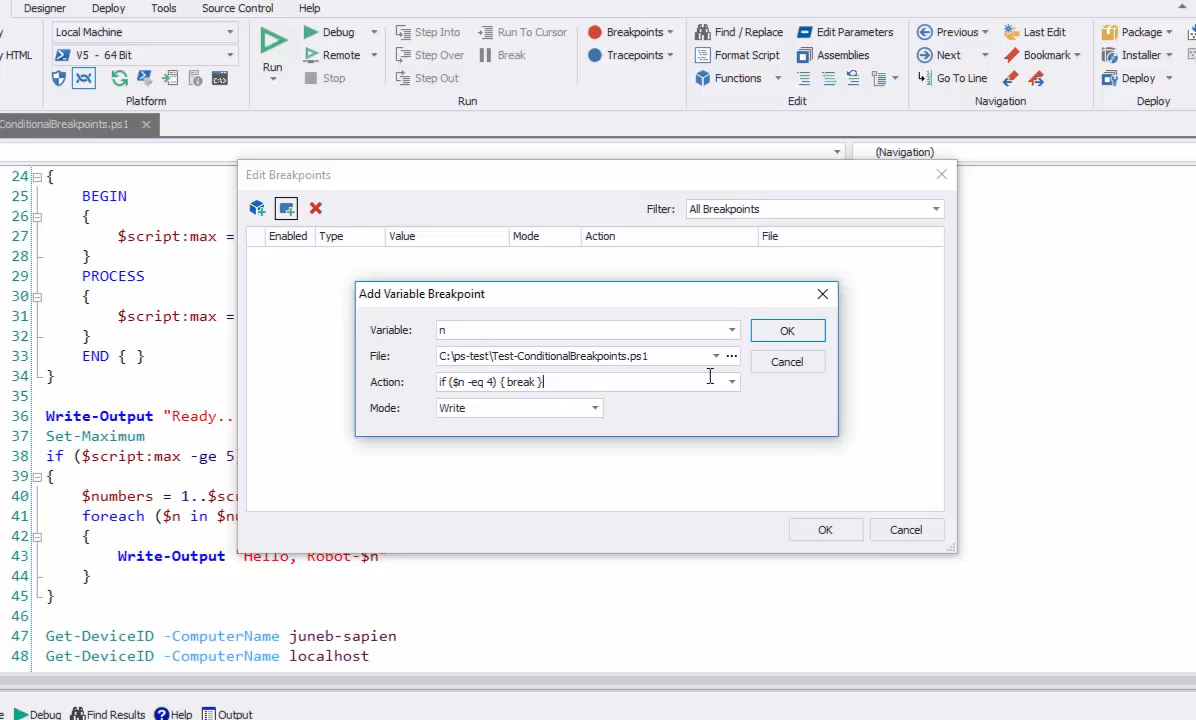 Designer Deploy Tools Source Control Help
Local Machine Debug Step Into Run To Cursor Breakpoints Find / Replace Edit Parameters Previous Last Edit Package
HTML V5 - 64 Bit Run Remote Step Over Break Tracepoints Format Script Assemblies Next Bookmark Installer
Stop Step Out Functions Go To Line Deploy
Platform Run Edit Navigation Deploy
ConditionalBreakpoints.ps1
(Navigation)
Edit Breakpoints
Filter: All Breakpoints
Enabled Type Value Mode Action File
Add Variable Breakpoint
Variable: n OK
File: C:\ps-test\Test-ConditionalBreakpoints.ps1 ... Cancel
Action: if ($n -eq 4) { break }
Mode: Write
OK Cancel
24 {
25 BEGIN
26 {
27 $script:max =
28 }
29 PROCESS
30 {
31 $script:max =
32 }
33 END { }
34 }
35
36 Write-Output "Ready..
37 Set-Maximum
38 if ($script:max -ge 5
39 {
40 $numbers = 1..$scr
41 foreach ($n in $nu
42 {
43 Write-Output "Hello, Robot-$n"
44 }
45 }
46
47 Get-DeviceID -ComputerName juneb-sapien
48 Get-DeviceID -ComputerName localhost
Debug Find Results Help Output